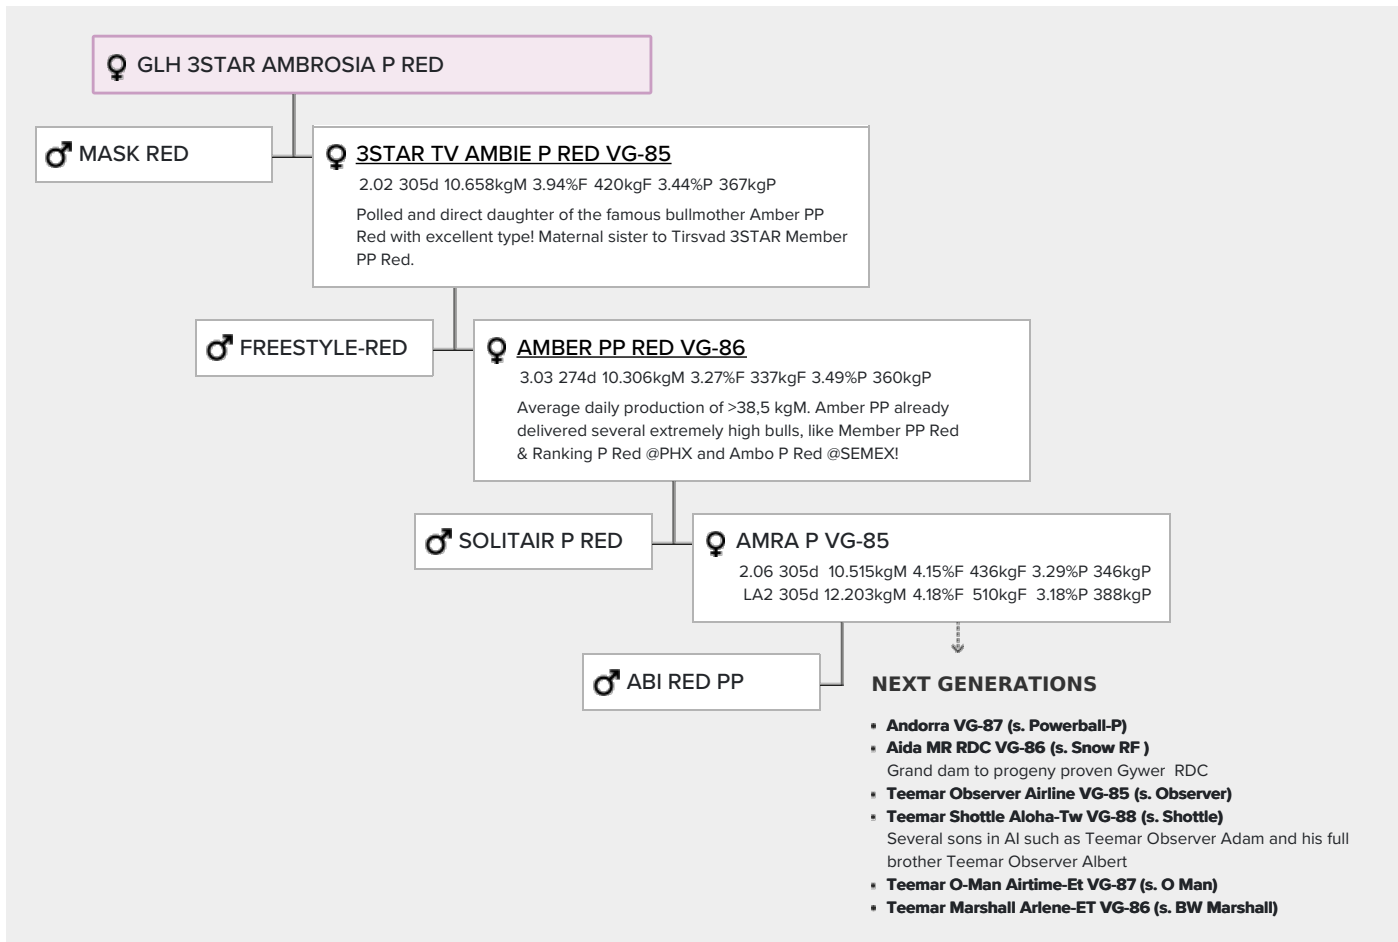 GLH 3STAR AMBROSIA P RED
MASK RED
3STAR TV AMBIE P RED VG-85
2.02 305d 10.658kgM 3.94%F 420kgF 3.44%P 367kgP
Polled and direct daughter of the famous bullmother Amber PP
Red with excellent type! Maternal sister to Tirsvad 3STAR Member
PP Red.
FREESTYLE-RED
AMBER PP RED VG-86
3.03 274d 10.306kgM 3.27%F 337kgF 3.49%P 360kgP
Average daily production of >38,5 kgM. Amber PP already
delivered several extremely high bulls, like Member PP Red
& Ranking P Red @PHX and Ambo P Red @SEMEX!
SOLITAIR P RED
AMRA P VG-85
2.06 305d 10.515kgM 4.15%F 436kgF 3.29%P 346kgP
LA2 305d 12.203kgM 4.18%F 510kgF 3.18%P 388kgP
ABI RED PP
NEXT GENERATIONS
Andorra VG-87 (s. Powerball-P)
Aida MR RDC VG-86 (s. Snow RF )
Grand dam to progeny proven Gywer RDC
Teemar Observer Airline VG-85 (s. Observer)
Teemar Shottle Aloha-Tw VG-88 (s. Shottle)
Several sons in AI such as Teemar Observer Adam and his full
brother Teemar Observer Albert
Teemar O-Man Airtime-Et VG-87 (s. O Man)
Teemar Marshall Arlene-ET VG-86 (s. BW Marshall)